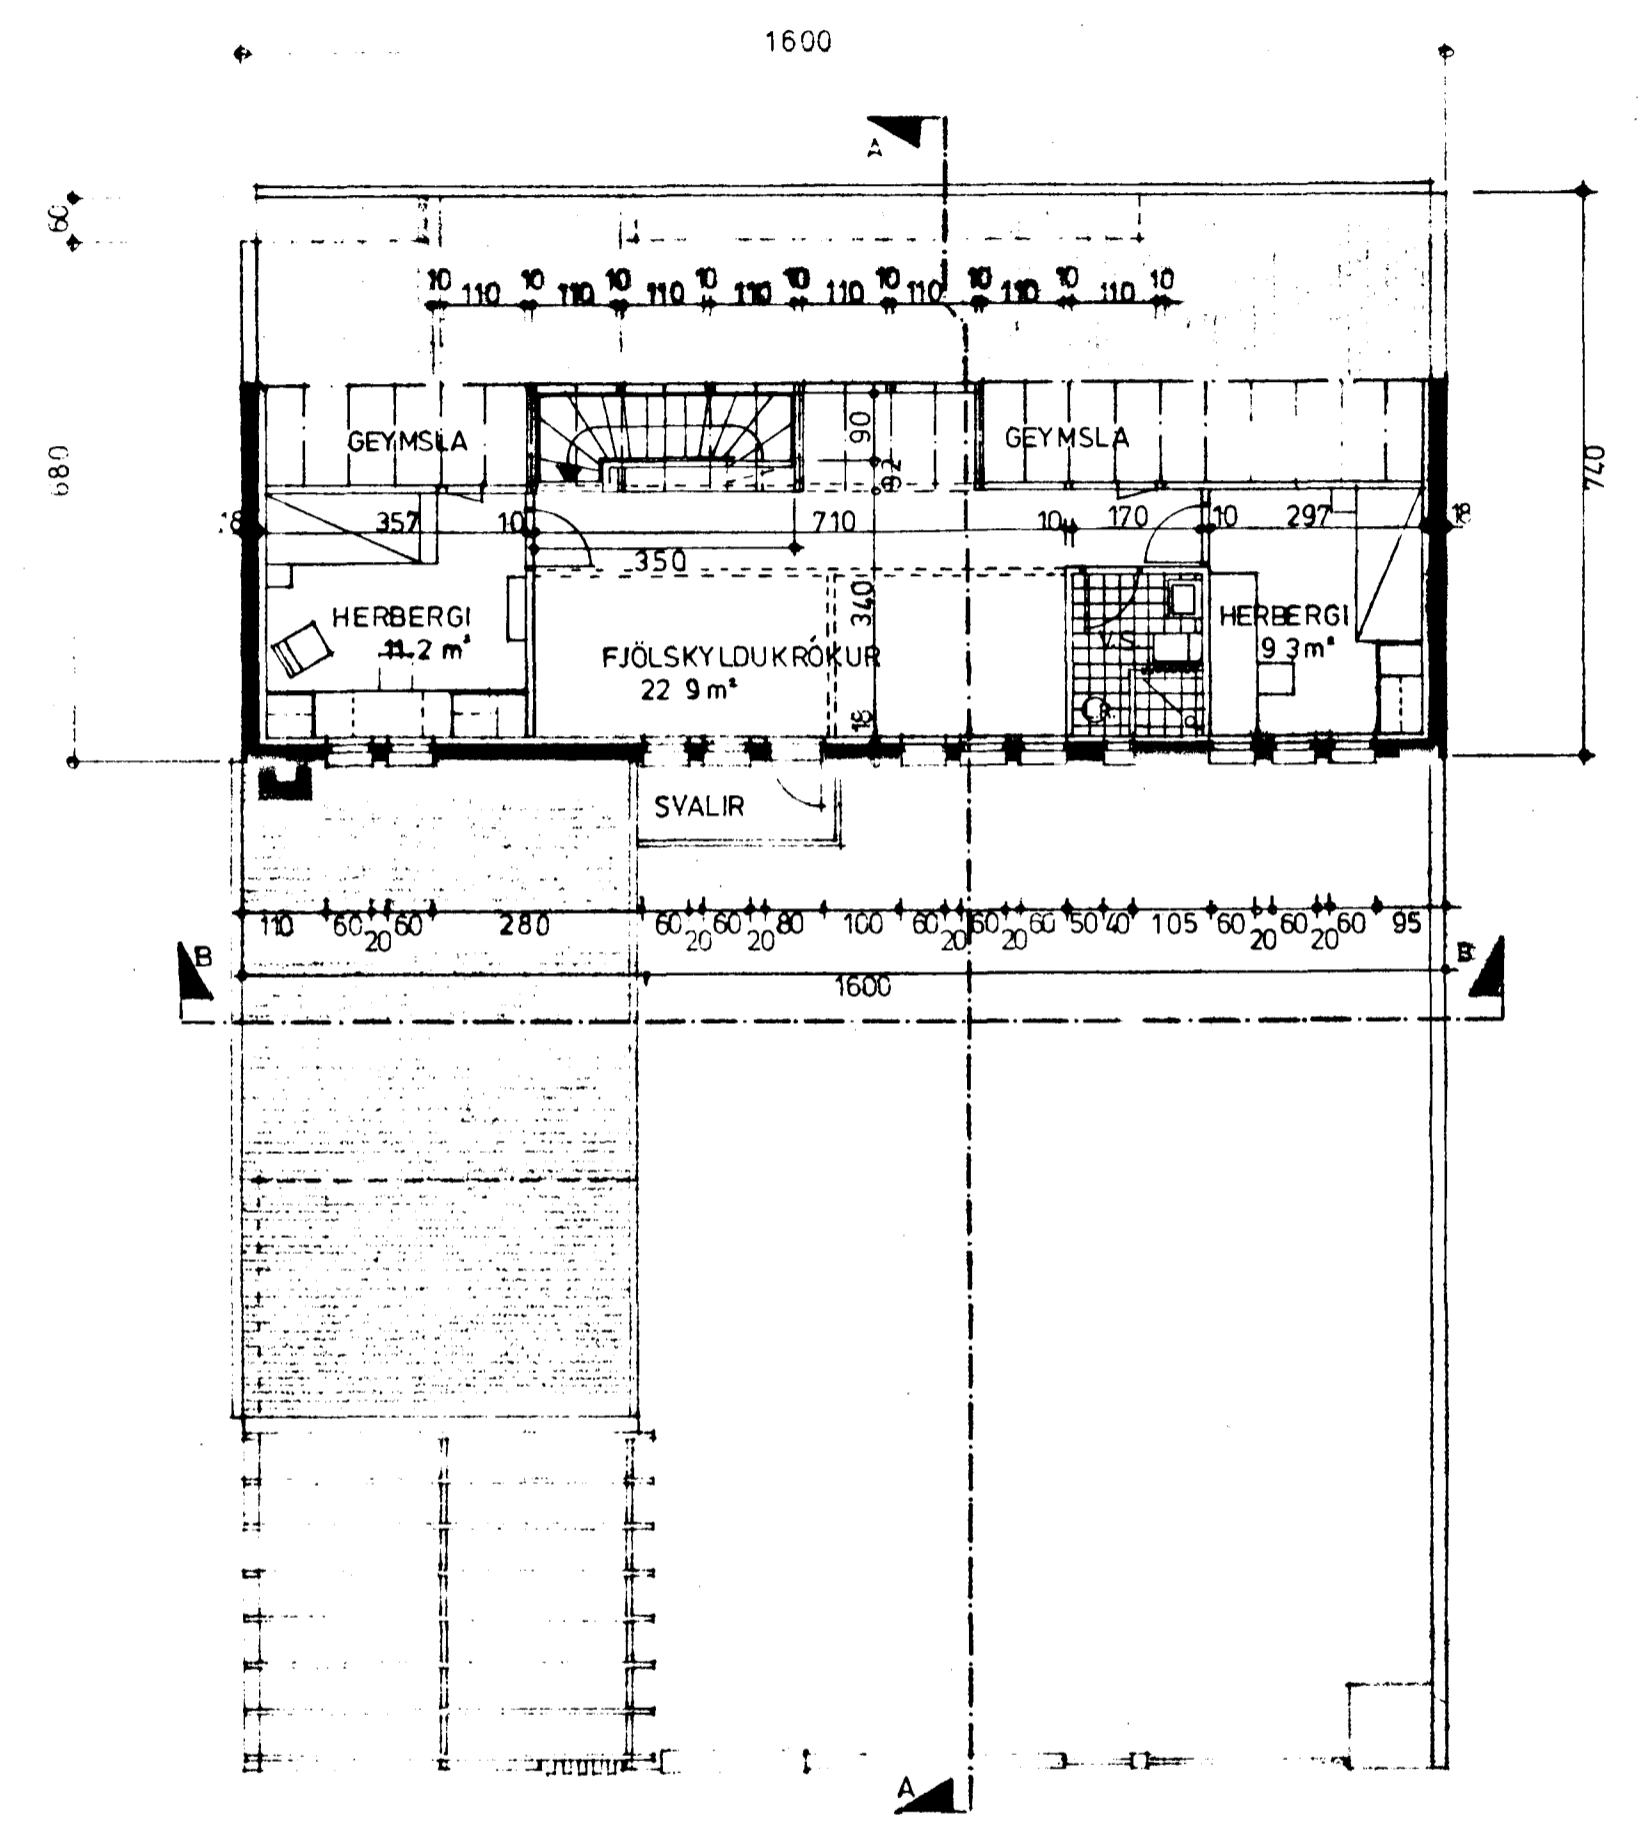 1600
A
60
10 110 10 110 10 110 10 110 10 110 10 110 10 110 10 110 10
GEYMSLA
GEYMSLA
90
92
680
740
18 357 10 710 10 170 10 297 18
350
340
HERBERGI
11.2 m²
FJÖLSKYLDUKRÓKUR
22 9 m²
V.S.
HERBERGI
9 3 m²
18
SVALIR
110 60 20 60 280 60 20 60 20 80 100 60 20 60 20 60 50 40 105 60 20 60 20 60 95
B
B
1600
A